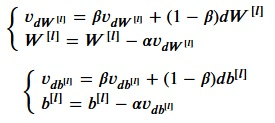 v_{dW^{[l]}} = βv_{dW^{[l]}} + (1 − β)dW^{[l]}
W^{[l]} = W^{[l]} − αv_{dW^{[l]}}
v_{db^{[l]}} = βv_{db^{[l]}} + (1 − β)db^{[l]}
b^{[l]} = b^{[l]} − αv_{db^{[l]}}